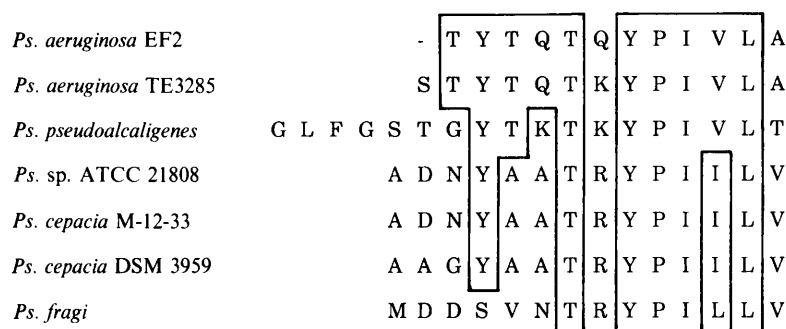 Ps. aeruginosa EF2 - T Y T Q T Q Y P I V L A
Ps. aeruginosa TE3285 S T Y T Q T K Y P I V L A
Ps. pseudoalcaligenes G L F G S T G Y T K T K Y P I V L T
Ps. sp. ATCC 21808 A D N Y A A T R Y P I I L V
Ps. cepacia M-12-33 A D N Y A A T R Y P I I L V
Ps. cepacia DSM 3959 A A G Y A A T R Y P I I L V
Ps. fragi M D D S V N T R Y P I L L V